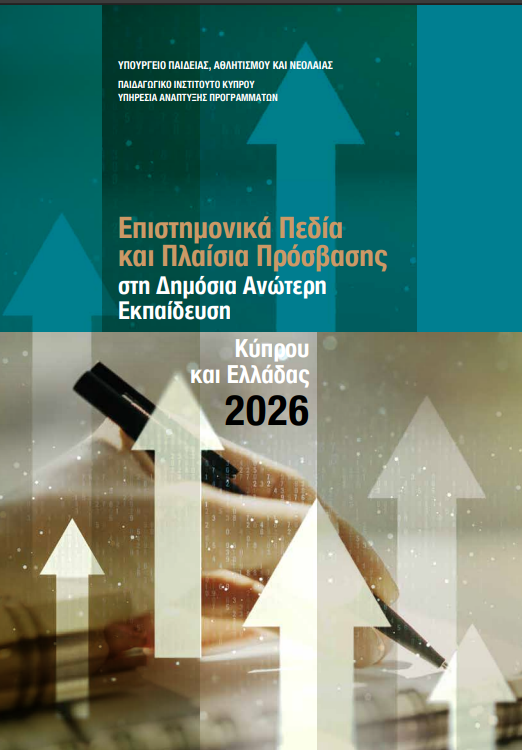 ΥΠΟΥΡΓΕΙΟ ΠΑΙΔΕΙΑΣ, ΑΘΛΗΤΙΣΜΟΥ ΚΑΙ ΝΕΟΛΑΙΑΣ
ΠΑΙΔΑΓΩΓΙΚΟ ΙΝΣΤΙΤΟΥΤΟ ΚΥΠΡΟΥ
ΥΠΗΡΕΣΙΑ ΑΝΑΠΤΥΞΗΣ ΠΡΟΓΡΑΜΜΑΤΩΝ
Επιστημονικά Πεδία
και Πλαίσια Πρόσβασης
στη Δημόσια Ανώτερη
Εκπαίδευση
Κύπρου
και Ελλάδας
2026